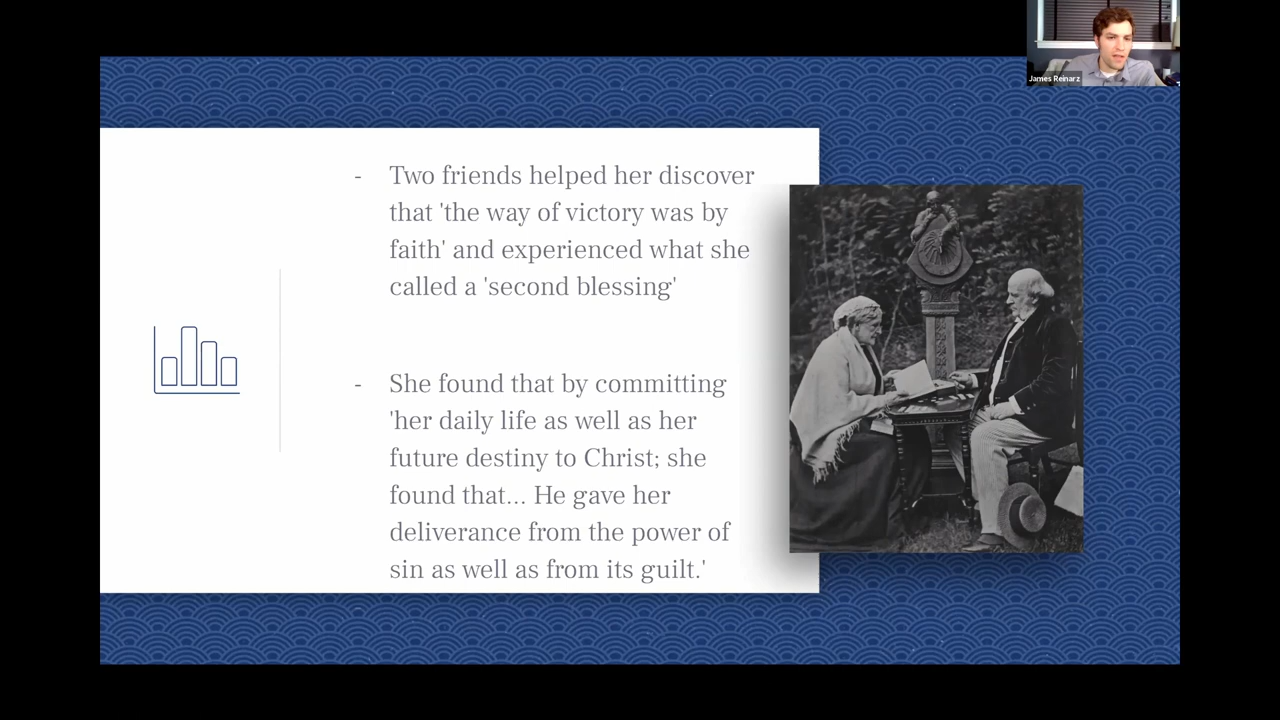 James Reinarz
- Two friends helped her discover
that 'the way of victory was by
faith' and experienced what she
called a 'second blessing'
- She found that by committing
'her daily life as well as her
future destiny to Christ; she
found that... He gave her
deliverance from the power of
sin as well as from its guilt.'